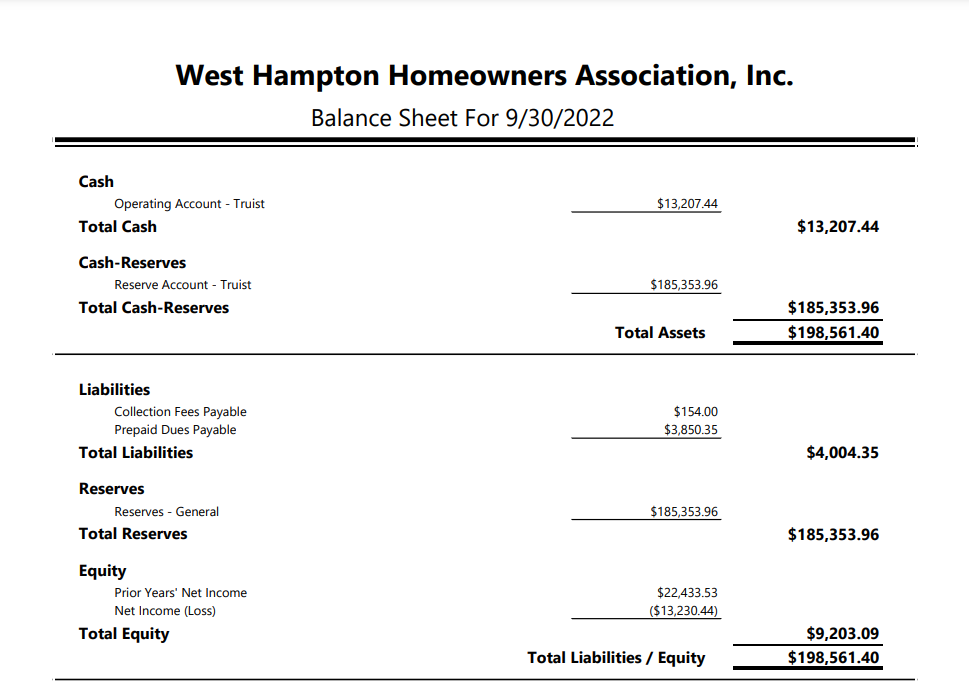 West Hampton Homeowners Association, Inc.
Balance Sheet For 9/30/2022
Cash
Operating Account - Truist $13,207.44
Total Cash $13,207.44
Cash-Reserves
Reserve Account - Truist $185,353.96
Total Cash-Reserves $185,353.96
Total Assets $198,561.40
Liabilities
Collection Fees Payable $154.00
Prepaid Dues Payable $3,850.35
Total Liabilities $4,004.35
Reserves
Reserves - General $185,353.96
Total Reserves $185,353.96
Equity
Prior Years' Net Income $22,433.53
Net Income (Loss) ($13,230.44)
Total Equity $9,203.09
Total Liabilities / Equity $198,561.40